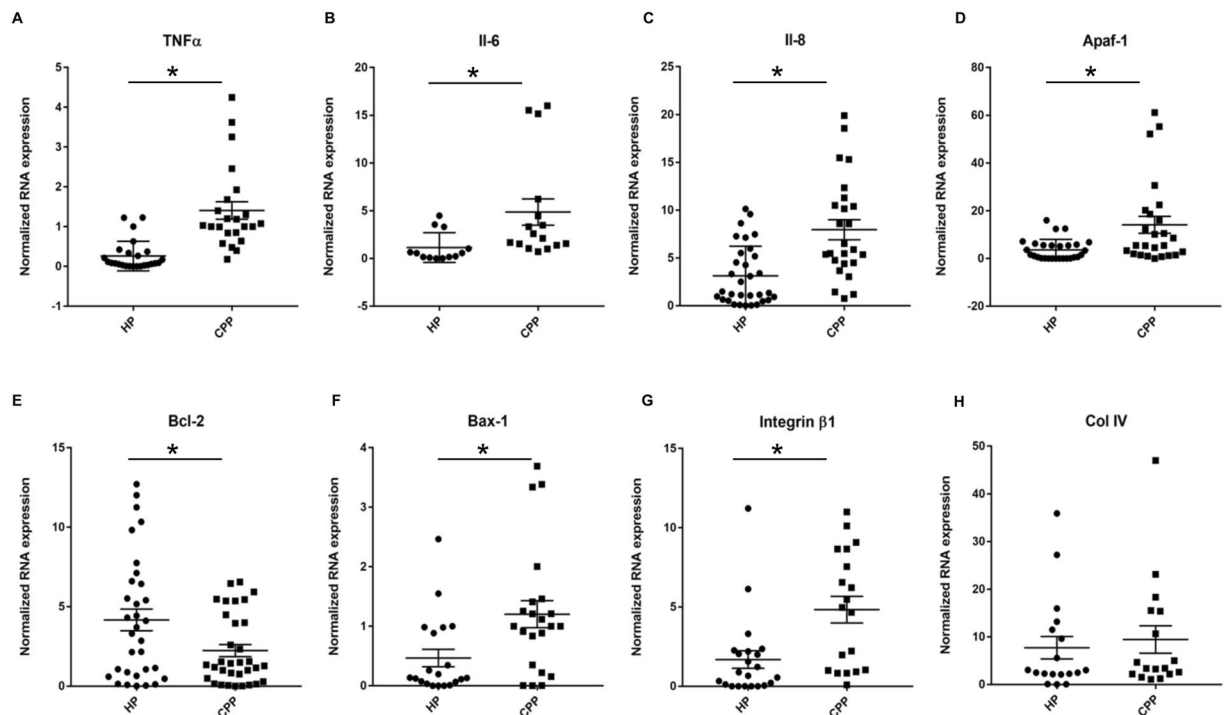 A
TNFα
Normalized RNA expression
5
4
3
2
1
0
-1
*
HP
CPP
B
Il-6
Normalized RNA expression
20
15
10
5
0
-5
*
HP
CPP
C
Il-8
Normalized RNA expression
25
20
15
10
5
0
*
HP
CPP
D
Apaf-1
Normalized RNA expression
80
60
40
20
0
-20
*
HP
CPP
E
Bcl-2
Normalized RNA expression
15
10
5
0
*
HP
CPP
F
Bax-1
Normalized RNA expression
4
3
2
1
0
*
HP
CPP
G
Integrin β1
Normalized RNA expression
15
10
5
0
*
HP
CPP
H
Col IV
Normalized RNA expression
50
40
30
20
10
0
HP
CPP